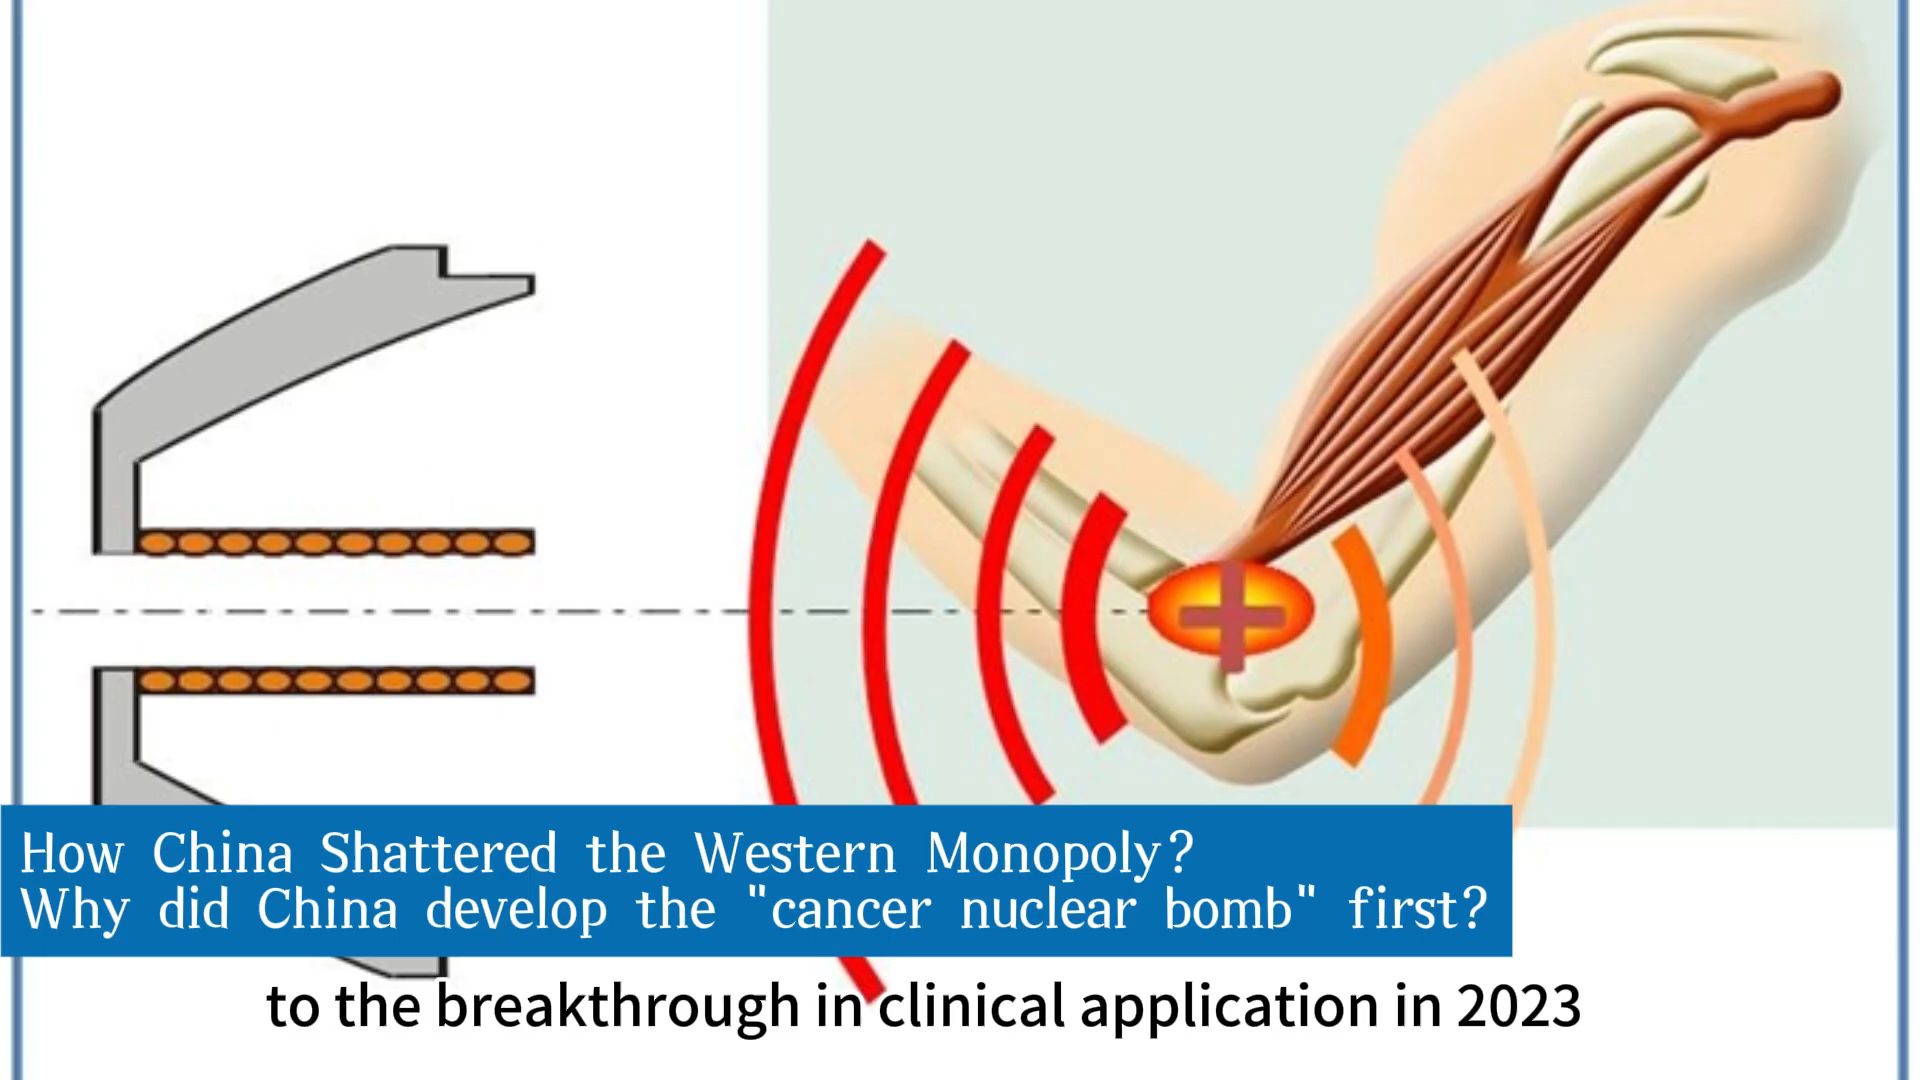 How China Shattered the Western Monopoly?
Why did China develop the "cancer nuclear bomb" first?
to the breakthrough in clinical application in 2023